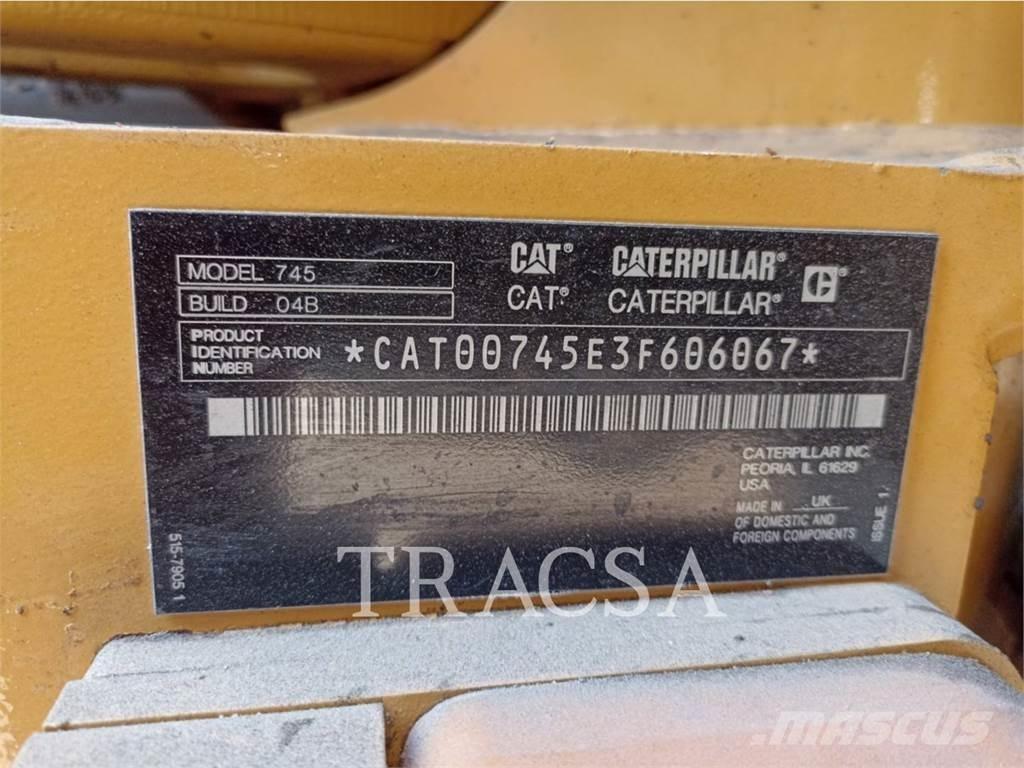 MODEL 745
BUILD 04B
CAT® CATERPILLAR® C®
CAT® CATERPILLAR®
PRODUCT
IDENTIFICATION
NUMBER
*CAT00745E3F606067*
CATERPILLAR INC.
PEORIA, IL 61629
USA
MADE IN UK
OF DOMESTIC AND
FOREIGN COMPONENTS
ISSUE 1
515-7905 1
TRACSA
MASCUS